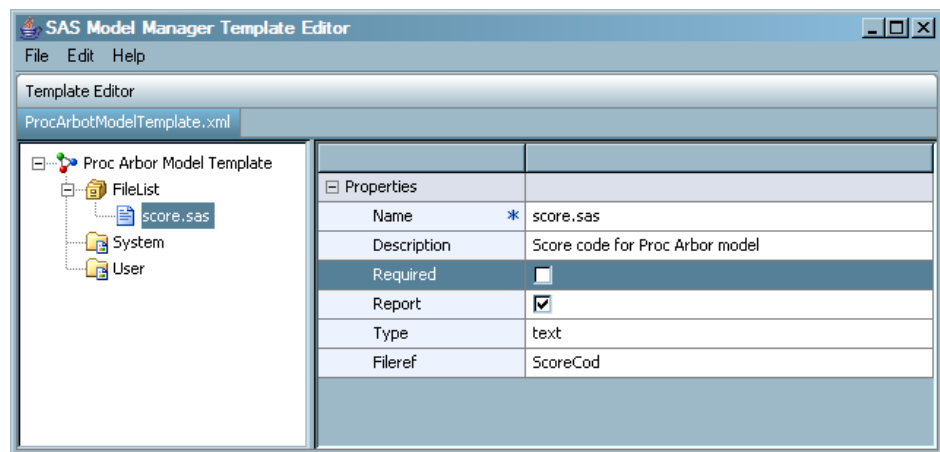 SAS Model Manager Template Editor
File Edit Help
Template Editor
ProcArbotModelTemplate.xml
Proc Arbor Model Template
FileList
score.sas
System
User
Properties
Name * score.sas
Description Score code for Proc Arbor model
Required
Report
Type text
Fileref ScoreCod